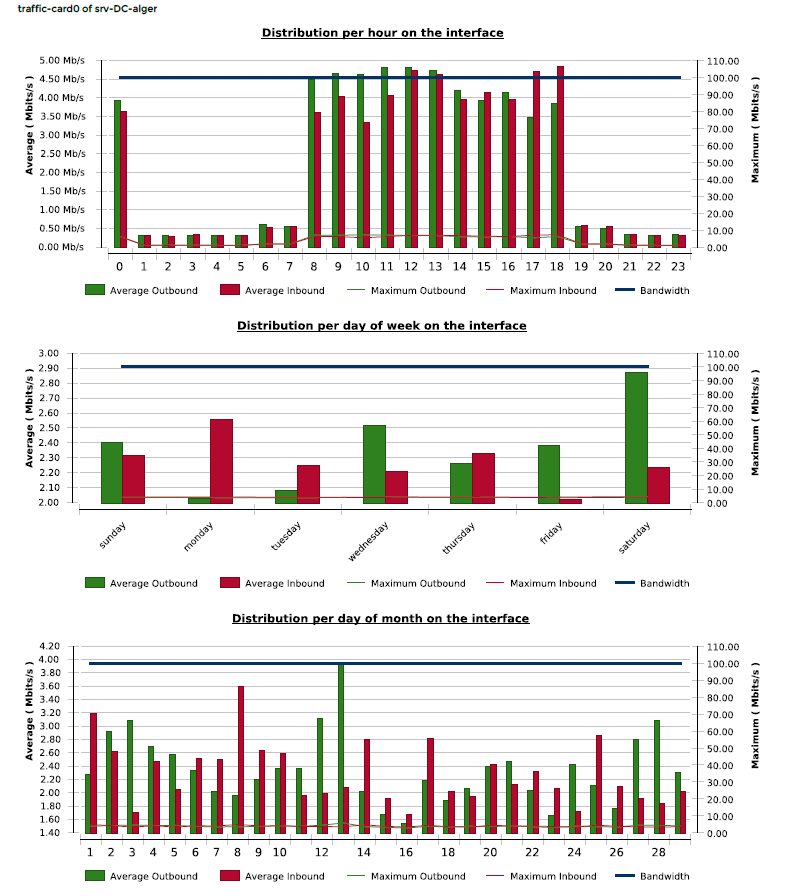 traffic-card0 of srv-DC-alger
Distribution per hour on the interface
Average ( Mbits/s )
5.00 Mb/s
4.50 Mb/s
4.00 Mb/s
3.50 Mb/s
3.00 Mb/s
2.50 Mb/s
2.00 Mb/s
1.50 Mb/s
1.00 Mb/s
0.50 Mb/s
0.00 Mb/s
110.00
100.00
90.00
80.00
70.00
60.00
50.00
40.00
30.00
20.00
10.00
0.00
Maximum ( Mbits/s )
0 1 2 3 4 5 6 7 8 9 10 11 12 13 14 15 16 17 18 19 20 21 22 23
Average Outbound Average Inbound Maximum Outbound Maximum Inbound Bandwidth
Distribution per day of week on the interface
Average ( Mbits/s )
3.00
2.90
2.80
2.70
2.60
2.50
2.40
2.30
2.20
2.10
2.00
110.00
100.00
90.00
80.00
70.00
60.00
50.00
40.00
30.00
20.00
10.00
0.00
Maximum ( Mbits/s )
sunday monday tuesday wednesday thursday friday saturday
Average Outbound Average Inbound Maximum Outbound Maximum Inbound Bandwidth
Distribution per day of month on the interface
Average ( Mbits/s )
4.20
4.00
3.80
3.60
3.40
3.20
3.00
2.80
2.60
2.40
2.20
2.00
1.80
1.60
1.40
110.00
100.00
90.00
80.00
70.00
60.00
50.00
40.00
30.00
20.00
10.00
0.00
Maximum ( Mbits/s )
1 2 3 4 5 6 7 8 9 10 12 14 16 18 20 22 24 26 28
Average Outbound Average Inbound Maximum Outbound Maximum Inbound Bandwidth